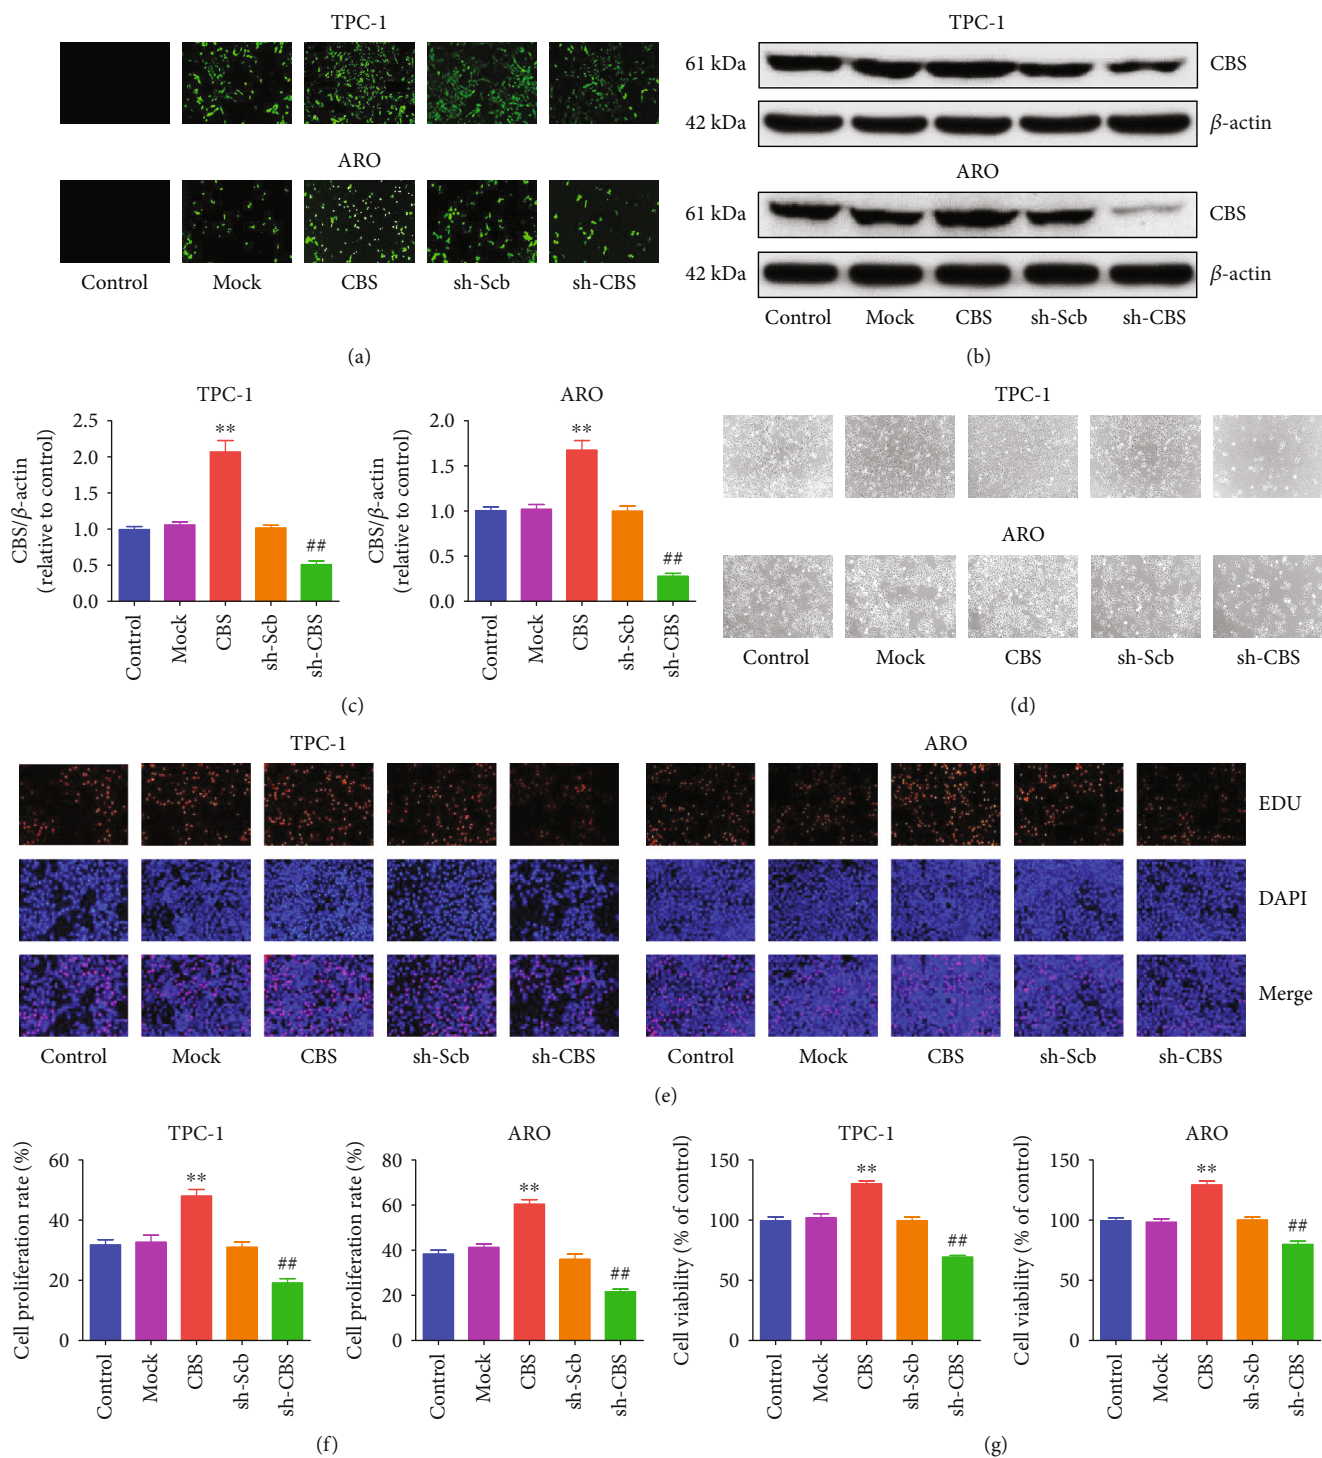 TPC-1
ARO
Control Mock CBS sh-Scb sh-CBS
(a)
TPC-1
61 kDa CBS
42 kDa β-actin
ARO
61 kDa CBS
42 kDa β-actin
Control Mock CBS sh-Scb sh-CBS
(b)
TPC-1
CBS/β-actin
(relative to control)
2.5
2.0
1.5
1.0
0.5
0.0
**
##
Control Mock CBS sh-Scb sh-CBS
ARO
CBS/β-actin
(relative to control)
2.0
1.5
1.0
0.5
0.0
**
##
Control Mock CBS sh-Scb sh-CBS
(c)
TPC-1
ARO
Control Mock CBS sh-Scb sh-CBS
(d)
TPC-1 ARO
EDU
DAPI
Merge
Control Mock CBS sh-Scb sh-CBS Control Mock CBS sh-Scb sh-CBS
(e)
TPC-1
Cell proliferation rate (%)
60
40
20
0
**
##
Control Mock CBS sh-Scb sh-CBS
ARO
Cell proliferation rate (%)
80
60
40
20
0
**
##
Control Mock CBS sh-Scb sh-CBS
(f)
TPC-1
Cell viability (% of control)
150
100
50
0
**
##
Control Mock CBS sh-Scb sh-CBS
ARO
Cell viability (% of control)
150
100
50
0
**
##
Control Mock CBS sh-Scb sh-CBS
(g)